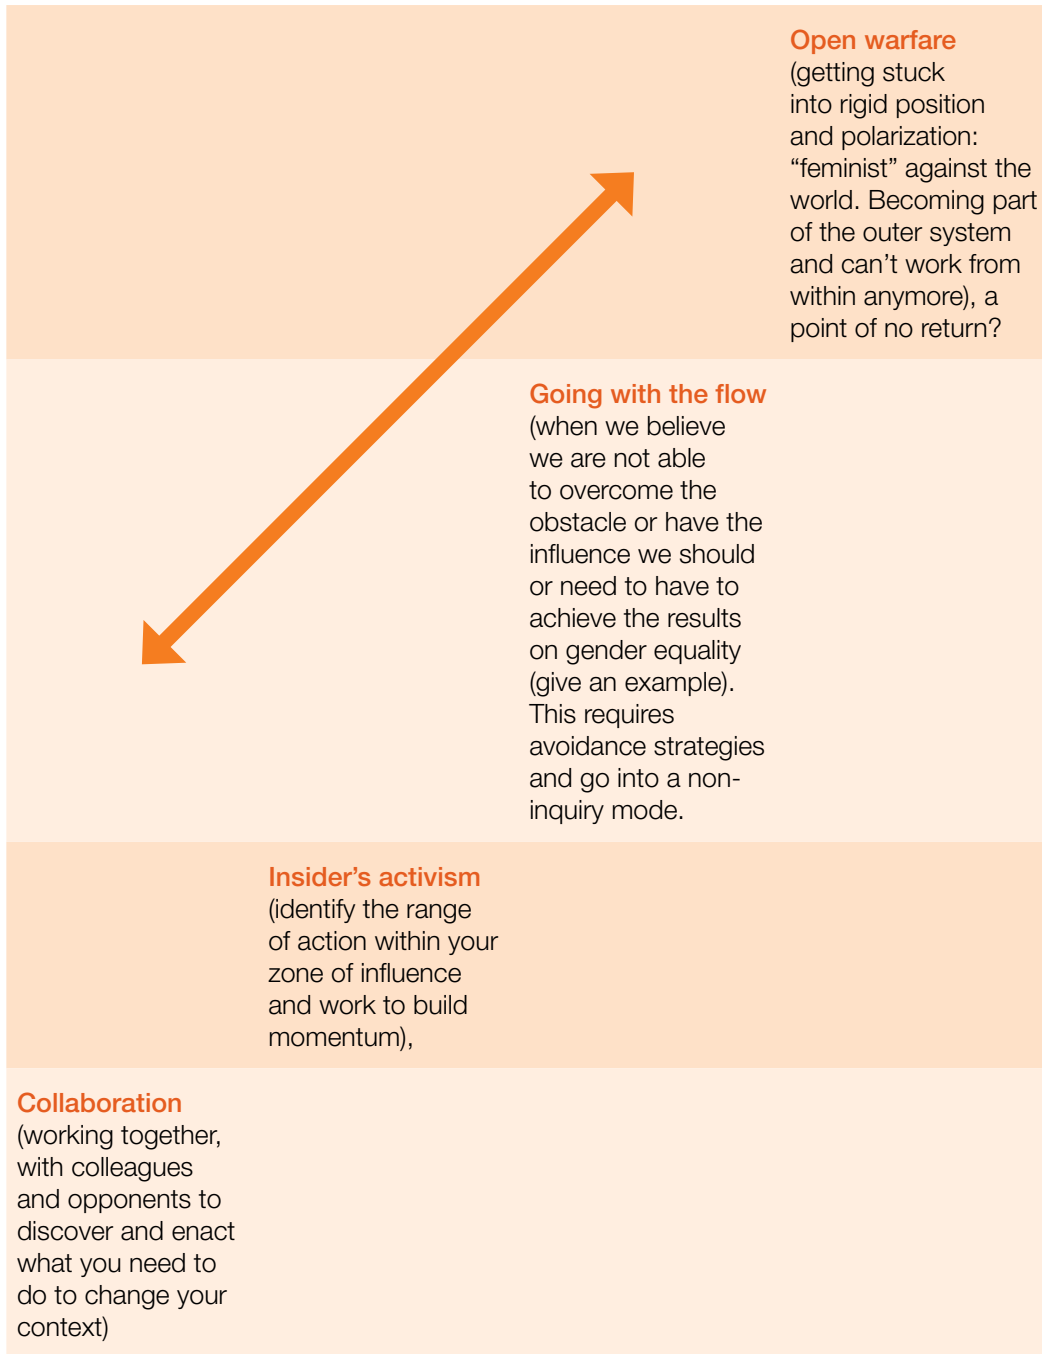 Open warfare
(getting stuck
into rigid position
and polarization:
“feminist” against the
world. Becoming part
of the outer system
and can’t work from
within anymore), a
point of no return?
Going with the flow
(when we believe
we are not able
to overcome the
obstacle or have the
influence we should
or need to have to
achieve the results
on gender equality
(give an example).
This requires
avoidance strategies
and go into a non-
inquiry mode.
Insider’s activism
(identify the range
of action within your
zone of influence
and work to build
momentum),
Collaboration
(working together,
with colleagues
and opponents to
discover and enact
what you need to
do to change your
context)